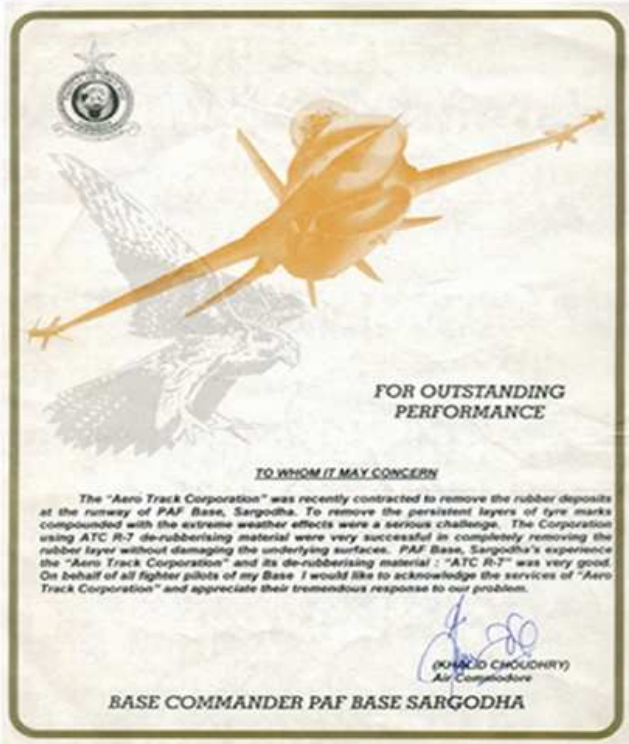 FOR OUTSTANDING
PERFORMANCE
TO WHOM IT MAY CONCERN
The "Aero Track Corporation" was recently contracted to remove the rubber deposits
at the runway of PAF Base, Sargodha. To remove the persistent layers of tyre marks
compounded with the extreme weather effects were a serious challenge. The Corporation
using ATC R-7 de-rubberising material were very successful in completely removing the
rubber layer without damaging the underlying surfaces. PAF Base, Sargodha's experience
the "Aero Track Corporation" and its de-rubberising material : "ATC R-7" was very good.
On behalf of all fighter pilots of my Base I would like to acknowledge the services of "Aero
Track Corporation" and appreciate their tremendous response to our problem.
(KHALID CHOUDHRY)
Air Commodore
BASE COMMANDER PAF BASE SARGODHA